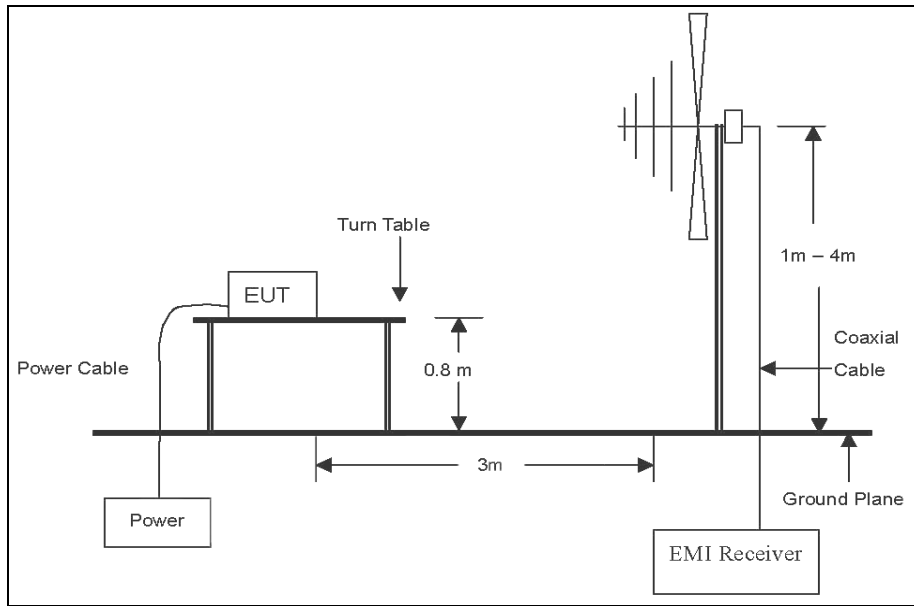 Turn Table
1m – 4m
EUT
Coaxial
Cable
Power Cable
0.8 m
3m
Ground Plane
Power
EMI Receiver